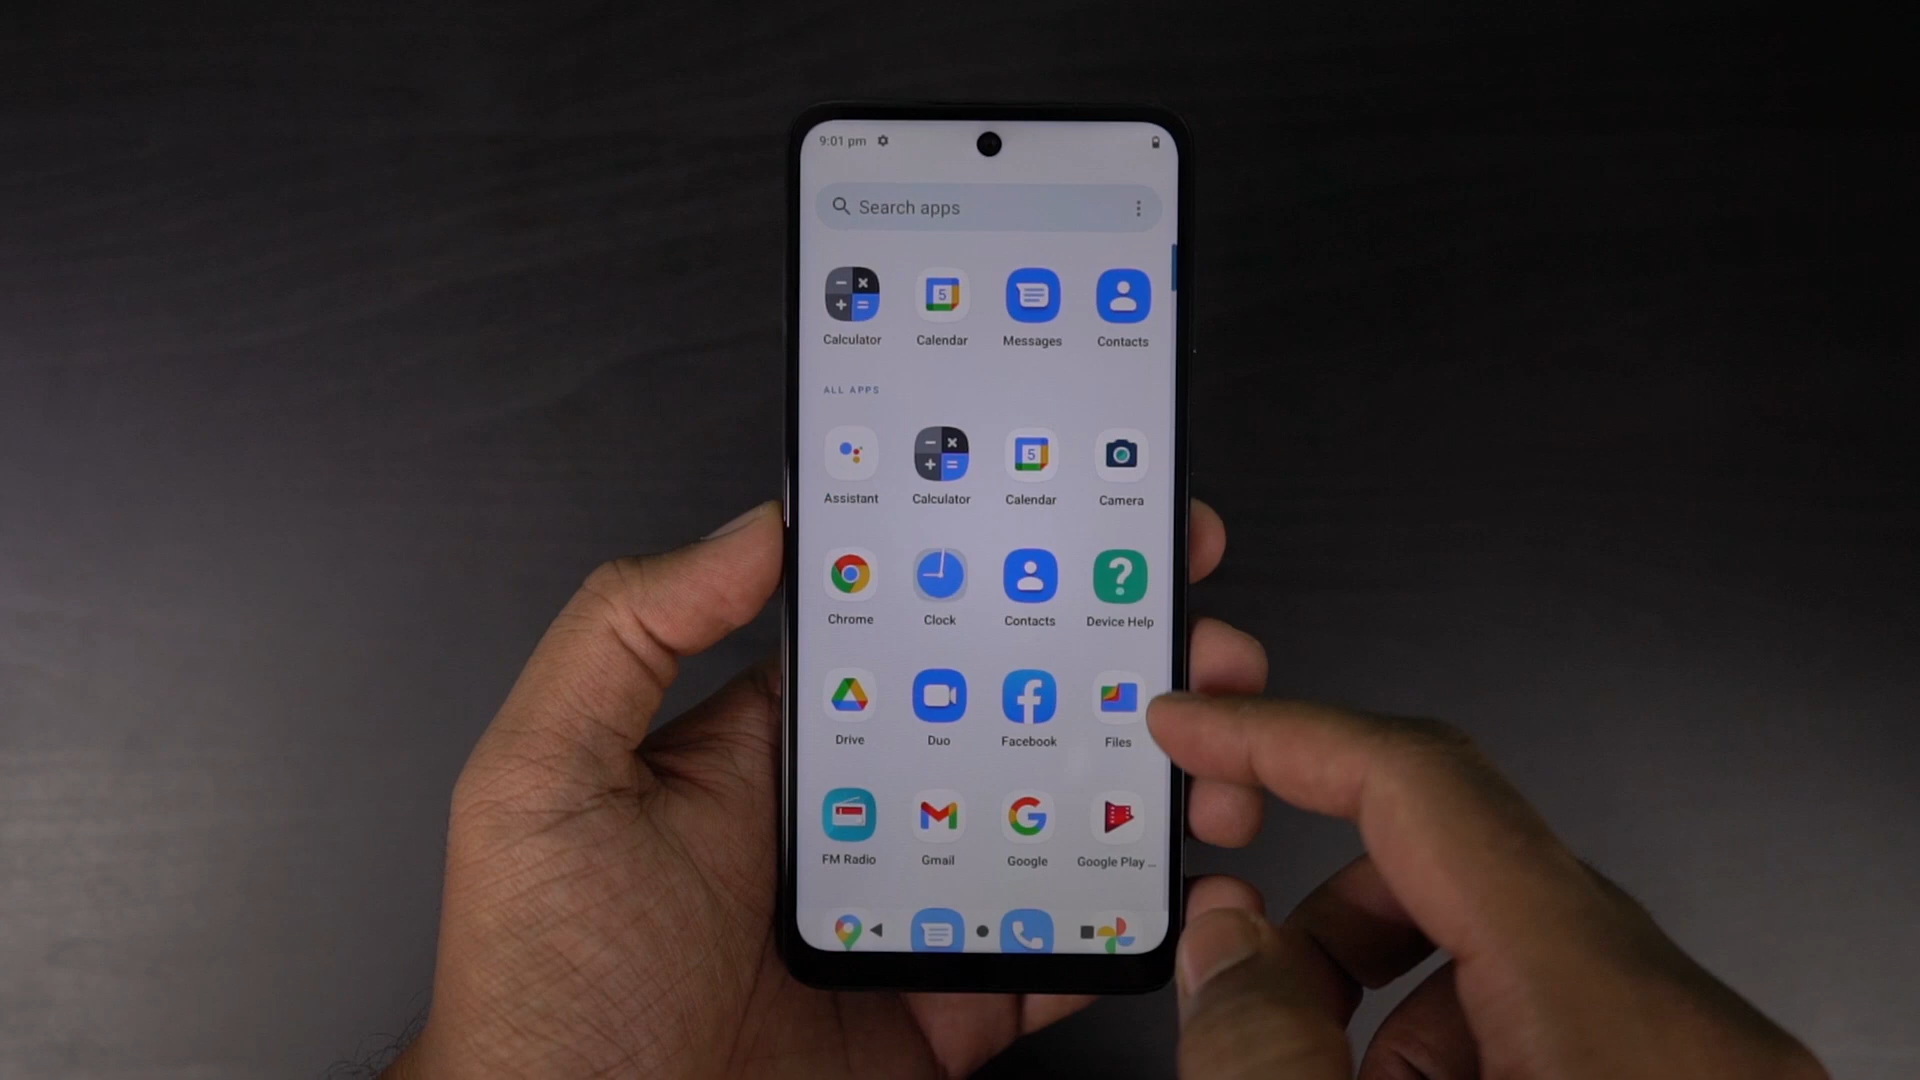 9:01 pm
Search apps
Calculator Calendar Messages Contacts
ALL APPS
Assistant Calculator Calendar Camera
Chrome Clock Contacts Device Help
Drive Duo Facebook Files
FM Radio Gmail Google Google Play ...